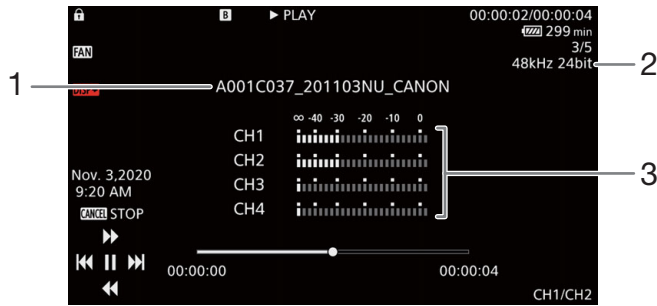 B ▶ PLAY 00:00:02/00:00:04
299 min
FAN 3/5
48kHz 24bit 2
1 A001C037_201103NU_CANON
DISP
∞ -40 -30 -20 -10 0
CH1
CH2
3
CH3
CH4
Nov. 3,2020
9:20 AM
CANCEL STOP
00:00:00 00:00:04
CH1/CH2